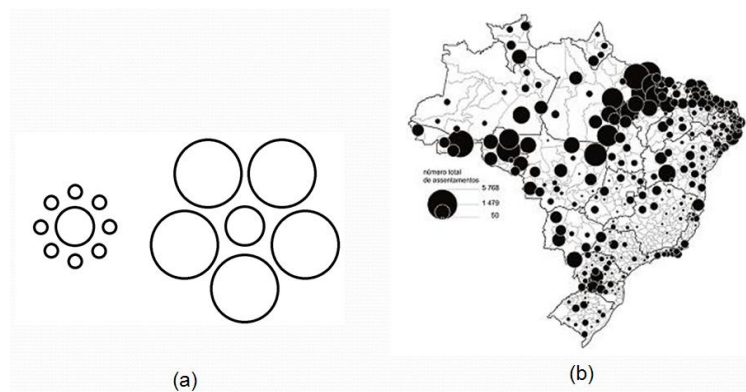 número total
de assentamentos
5 768
1 479
50
(a)
(b)